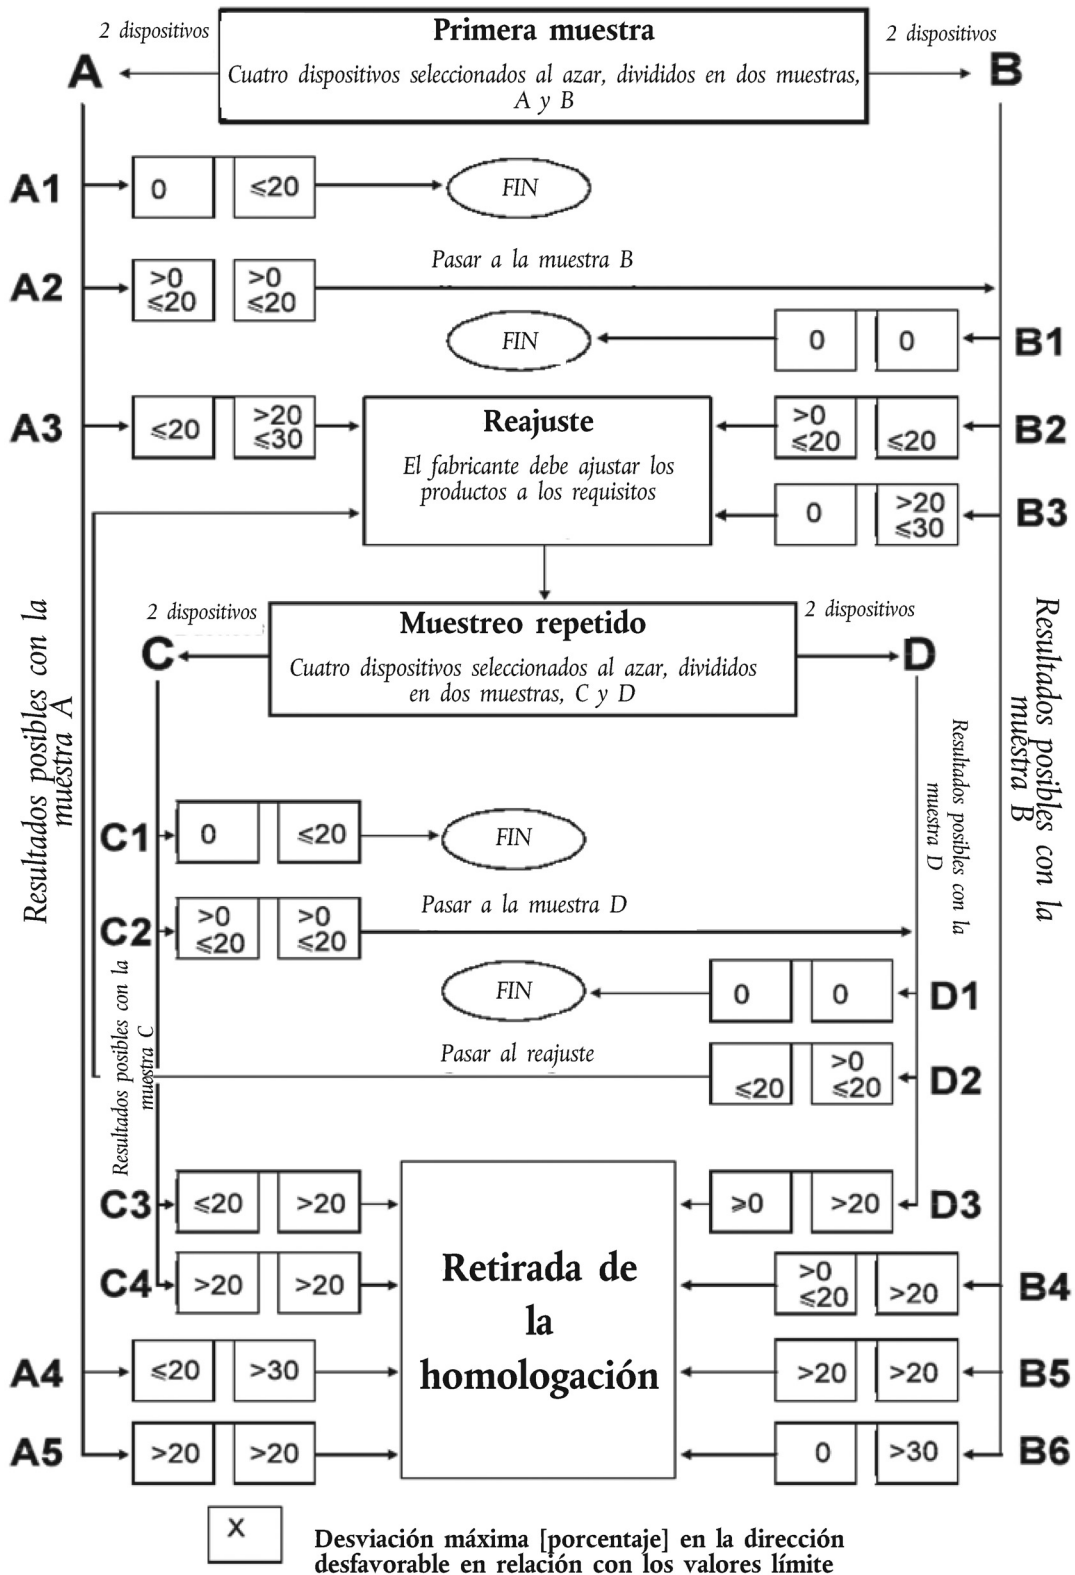 2 dispositivos
Primera muestra
2 dispositivos
A
Cuatro dispositivos seleccionados al azar, divididos en dos muestras,
A y B
B
A1
0
≤20
FIN
Pasar a la muestra B
A2
>0
≤20
>0
≤20
FIN
0
0
B1
A3
≤20
>20
≤30
Reajuste
El fabricante debe ajustar los
productos a los requisitos
>0
≤20
≤20
B2
0
>20
≤30
B3
2 dispositivos
Muestreo repetido
2 dispositivos
C
Cuatro dispositivos seleccionados al azar, divididos
en dos muestras, C y D
D
Resultados posibles con la
muestra A
Resultados posibles con la
muestra B
Resultados posibles con la
muestra D
C1
0
≤20
FIN
Pasar a la muestra D
C2
>0
≤20
>0
≤20
Resultados posibles con la
muestra C
FIN
0
0
D1
Pasar al reajuste
≤20
>0
≤20
D2
C3
≤20
>20
≥0
>20
D3
Retirada de
la
homologación
C4
>20
>20
>0
≤20
>20
B4
A4
≤20
>30
>20
>20
B5
A5
>20
>20
0
>30
B6
X
Desviación máxima [porcentaje] en la dirección
desfavorable en relación con los valores límite